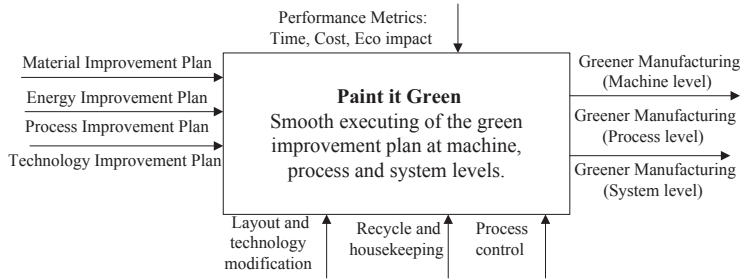 Performance Metrics:
Time, Cost, Eco impact
Material Improvement Plan
Energy Improvement Plan
Process Improvement Plan
Technology Improvement Plan
Paint it Green
Smooth executing of the green
improvement plan at machine,
process and system levels.
Greener Manufacturing
(Machine level)
Greener Manufacturing
(Process level)
Greener Manufacturing
(System level)
Layout and
technology
modification
Recycle and
housekeeping
Process
control